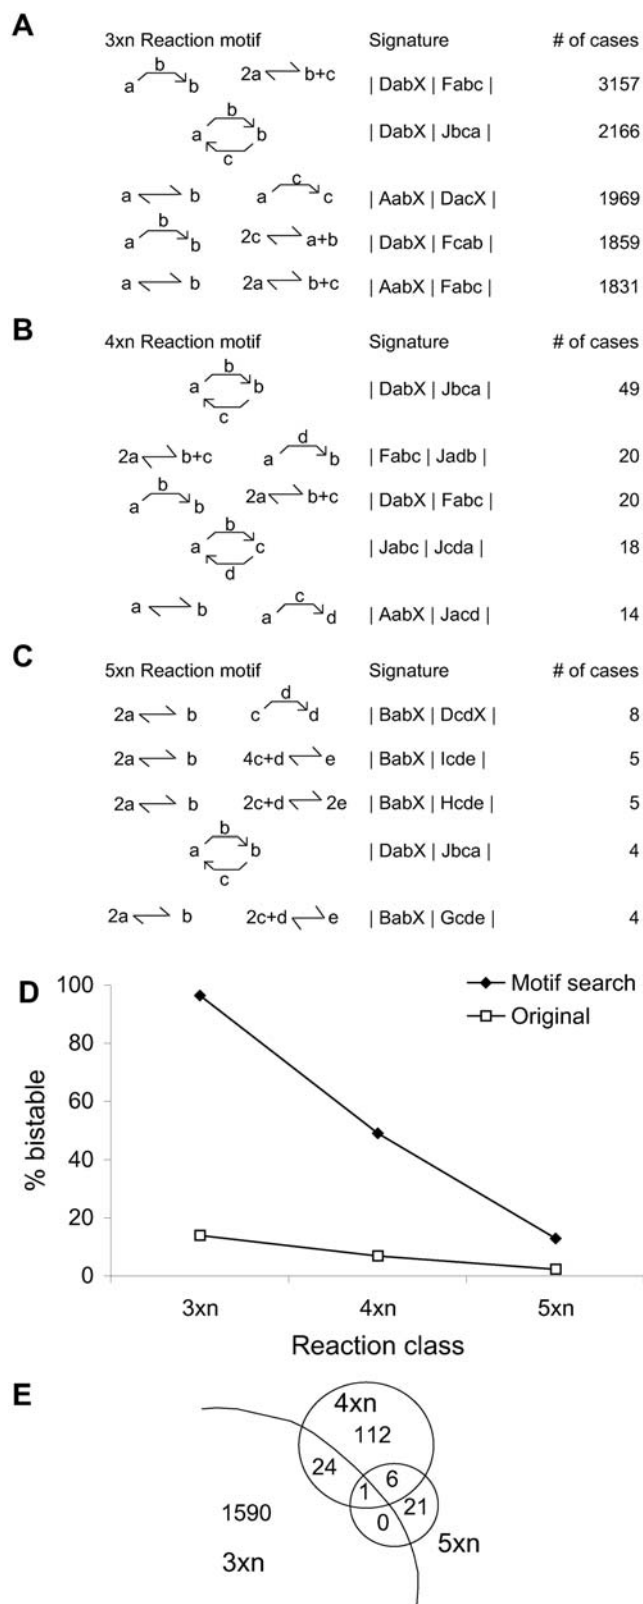 A
3xn Reaction motif Signature # of cases
a b b 2a b+c | DabX | Fabc | 3157
a b b c | DabX | Jbca | 2166
a b a c c | AabX | DacX | 1969
a b b 2c a+b | DabX | Fcab | 1859
a b 2a b+c | AabX | Fabc | 1831
B
4xn Reaction motif Signature # of cases
a b b c | DabX | Jbca | 49
2a b+c a d b | Fabc | Jadb | 20
a b b 2a b+c | DabX | Fabc | 20
a b c d | Jabc | Jcda | 18
a b a c d | AabX | Jacd | 14
C
5xn Reaction motif Signature # of cases
2a b c d d | BabX | DcdX | 8
2a b 4c+d e | BabX | Icde | 5
2a b 2c+d 2e | BabX | Hcde | 5
a b b c | DabX | Jbca | 4
2a b 2c+d e | BabX | Gcde | 4
D
Motif search
Original
% bistable
100
80
60
40
20
0
3xn 4xn 5xn
Reaction class
E
4xn
112
24
6
1
21
0
1590
5xn
3xn